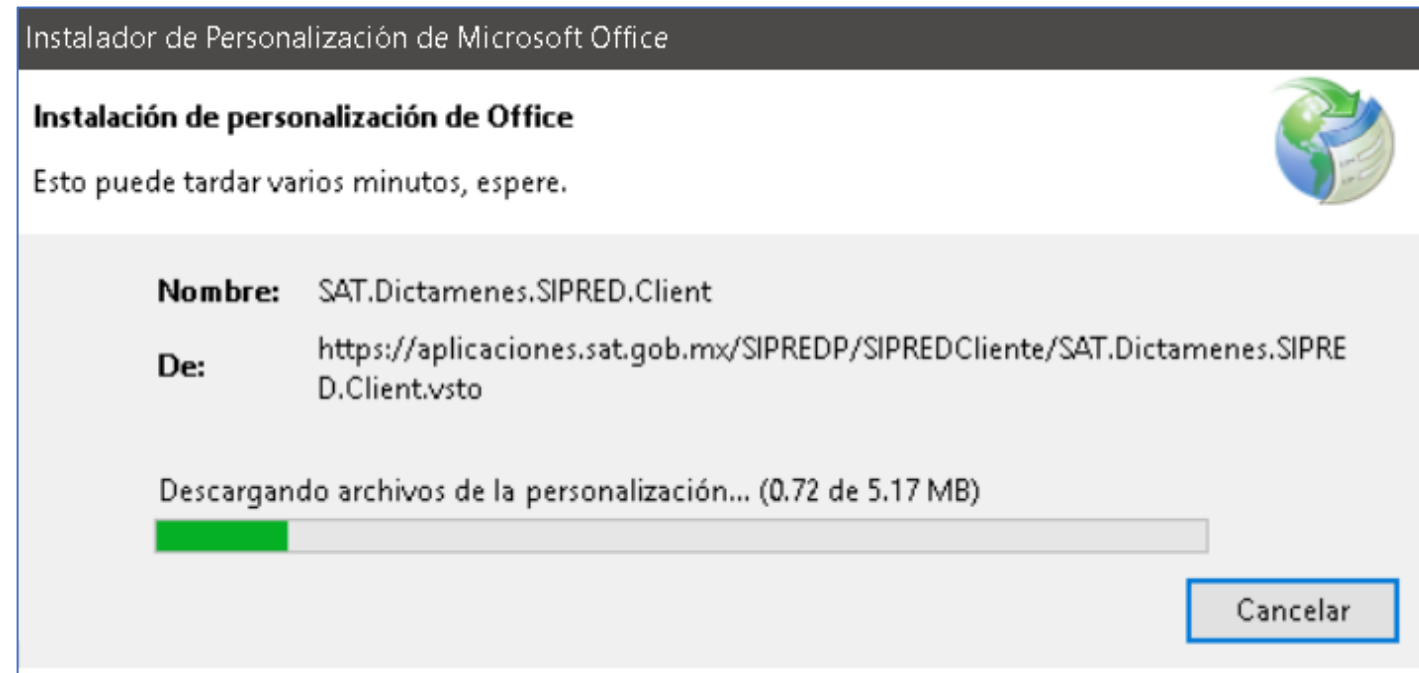 Instalador de Personalización de Microsoft Office
Instalación de personalización de Office
Esto puede tardar varios minutos, espere.
Nombre: SAT.Dictamenes.SIPRED.Client
De: https://aplicaciones.sat.gob.mx/SIPREDP/SIPREDCliente/SAT.Dictamenes.SIPRE
D.Client.vsto
Descargando archivos de la personalización... (0.72 de 5.17 MB)
Cancelar